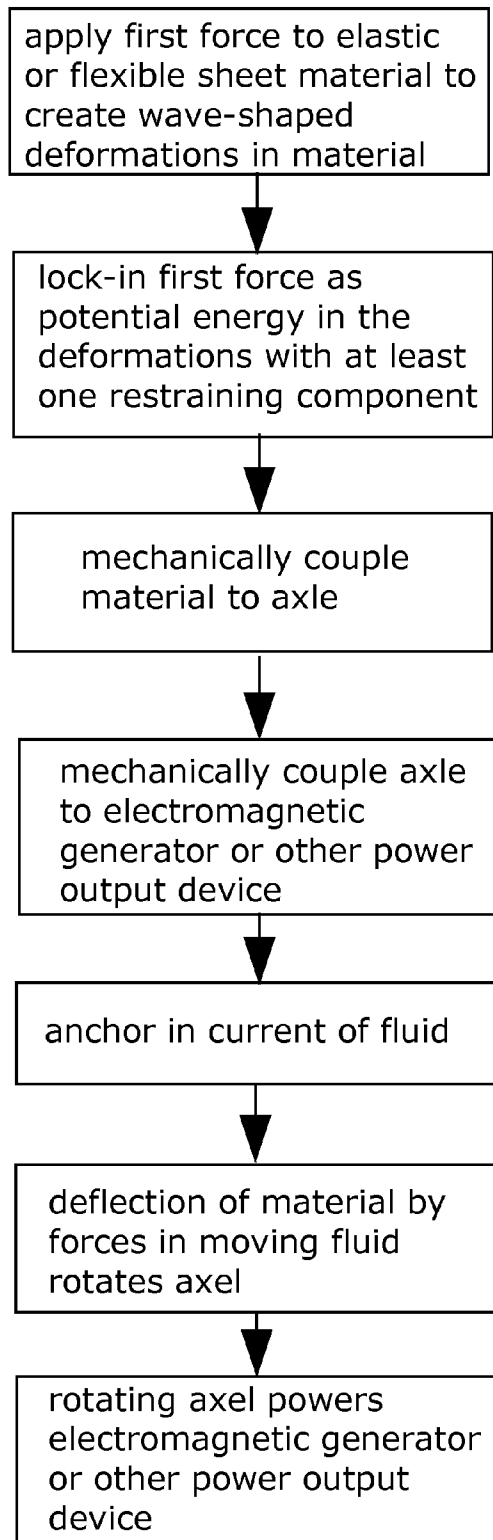 apply first force to elastic
or flexible sheet material to
create wave-shaped
deformations in material
lock-in first force as
potential energy in the
deformations with at least
one restraining component
mechanically couple
material to axle
mechanically couple axle
to electromagnetic
generator or other power
output device
anchor in current of fluid
deflection of material by
forces in moving fluid
rotates axel
rotating axel powers
electromagnetic generator
or other power output
device